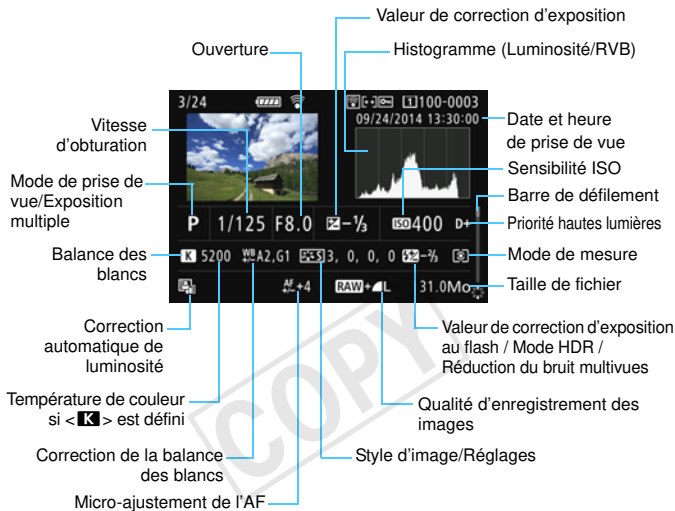 Valeur de correction d'exposition
Ouverture
Histogramme (Luminosité/RVB)
3/24
1 100-0003
09/24/2014 13:30:00
Date et heure
de prise de vue
Vitesse
d'obturation
Sensibilité ISO
Mode de prise de
vue/Exposition
multiple
Barre de défilement
P 1/125 F8.0 -⅓ ISO 400 D+
Priorité hautes lumières
Balance des
blancs
K 5200 WB A2,G1 S 3, 0, 0, 0 -⅔
Mode de mesure
AF +4 RAW+L 31.0Mo
Taille de fichier
Correction
automatique de
luminosité
Valeur de correction d'exposition
au flash / Mode HDR /
Réduction du bruit multivues
Température de couleur
si <K> est défini
Qualité d'enregistrement des
images
Correction de la balance
des blancs
Style d'image/Réglages
Micro-ajustement de l'AF
COPY